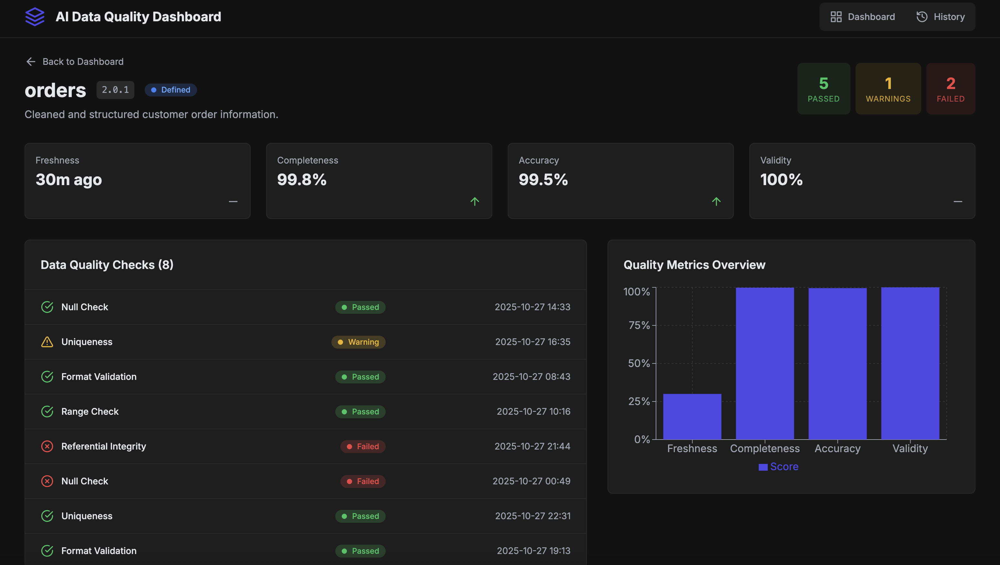 AI Data Quality Dashboard
Dashboard
History
Back to Dashboard
orders
2.0.1
Defined
Cleaned and structured customer order information.
5
PASSED
1
WARNINGS
2
FAILED
Freshness
30m ago
Completeness
99.8%
Accuracy
99.5%
Validity
100%
Data Quality Checks (8)
Null Check Passed 2025-10-27 14:33
Uniqueness Warning 2025-10-27 16:35
Format Validation Passed 2025-10-27 08:43
Range Check Passed 2025-10-27 10:16
Referential Integrity Failed 2025-10-27 21:44
Null Check Failed 2025-10-27 00:49
Uniqueness Passed 2025-10-27 22:31
Format Validation Passed 2025-10-27 19:13
Quality Metrics Overview
100%
75%
50%
25%
0%
Freshness Completeness Accuracy Validity
Score